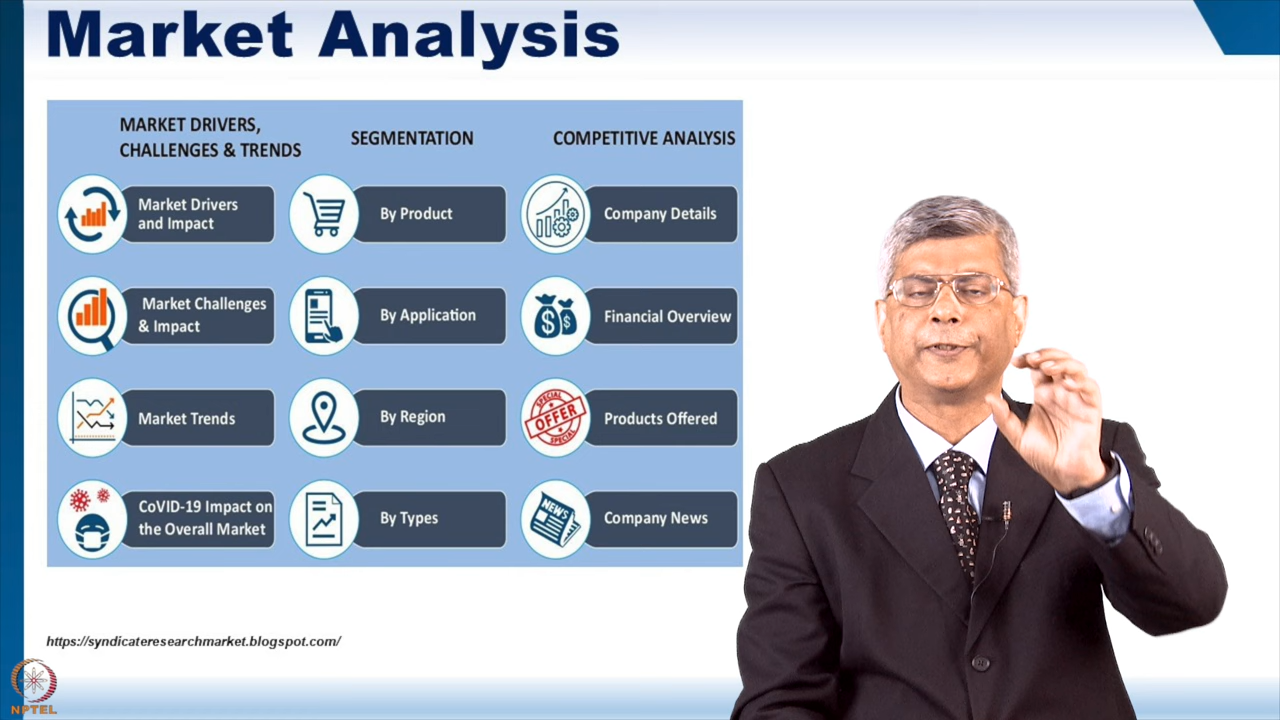 Market Analysis
MARKET DRIVERS,
CHALLENGES & TRENDS
SEGMENTATION
COMPETITIVE ANALYSIS
Market Drivers
and Impact
By Product
Company Details
Market Challenges
& Impact
By Application
Financial Overview
Market Trends
By Region
SPECIAL
OFFER
SPECIAL
Products Offered
CoVID-19 Impact on
the Overall Market
By Types
NEWS
Company News
https://syndicateresearchmarket.blogspot.com/
NPTEL